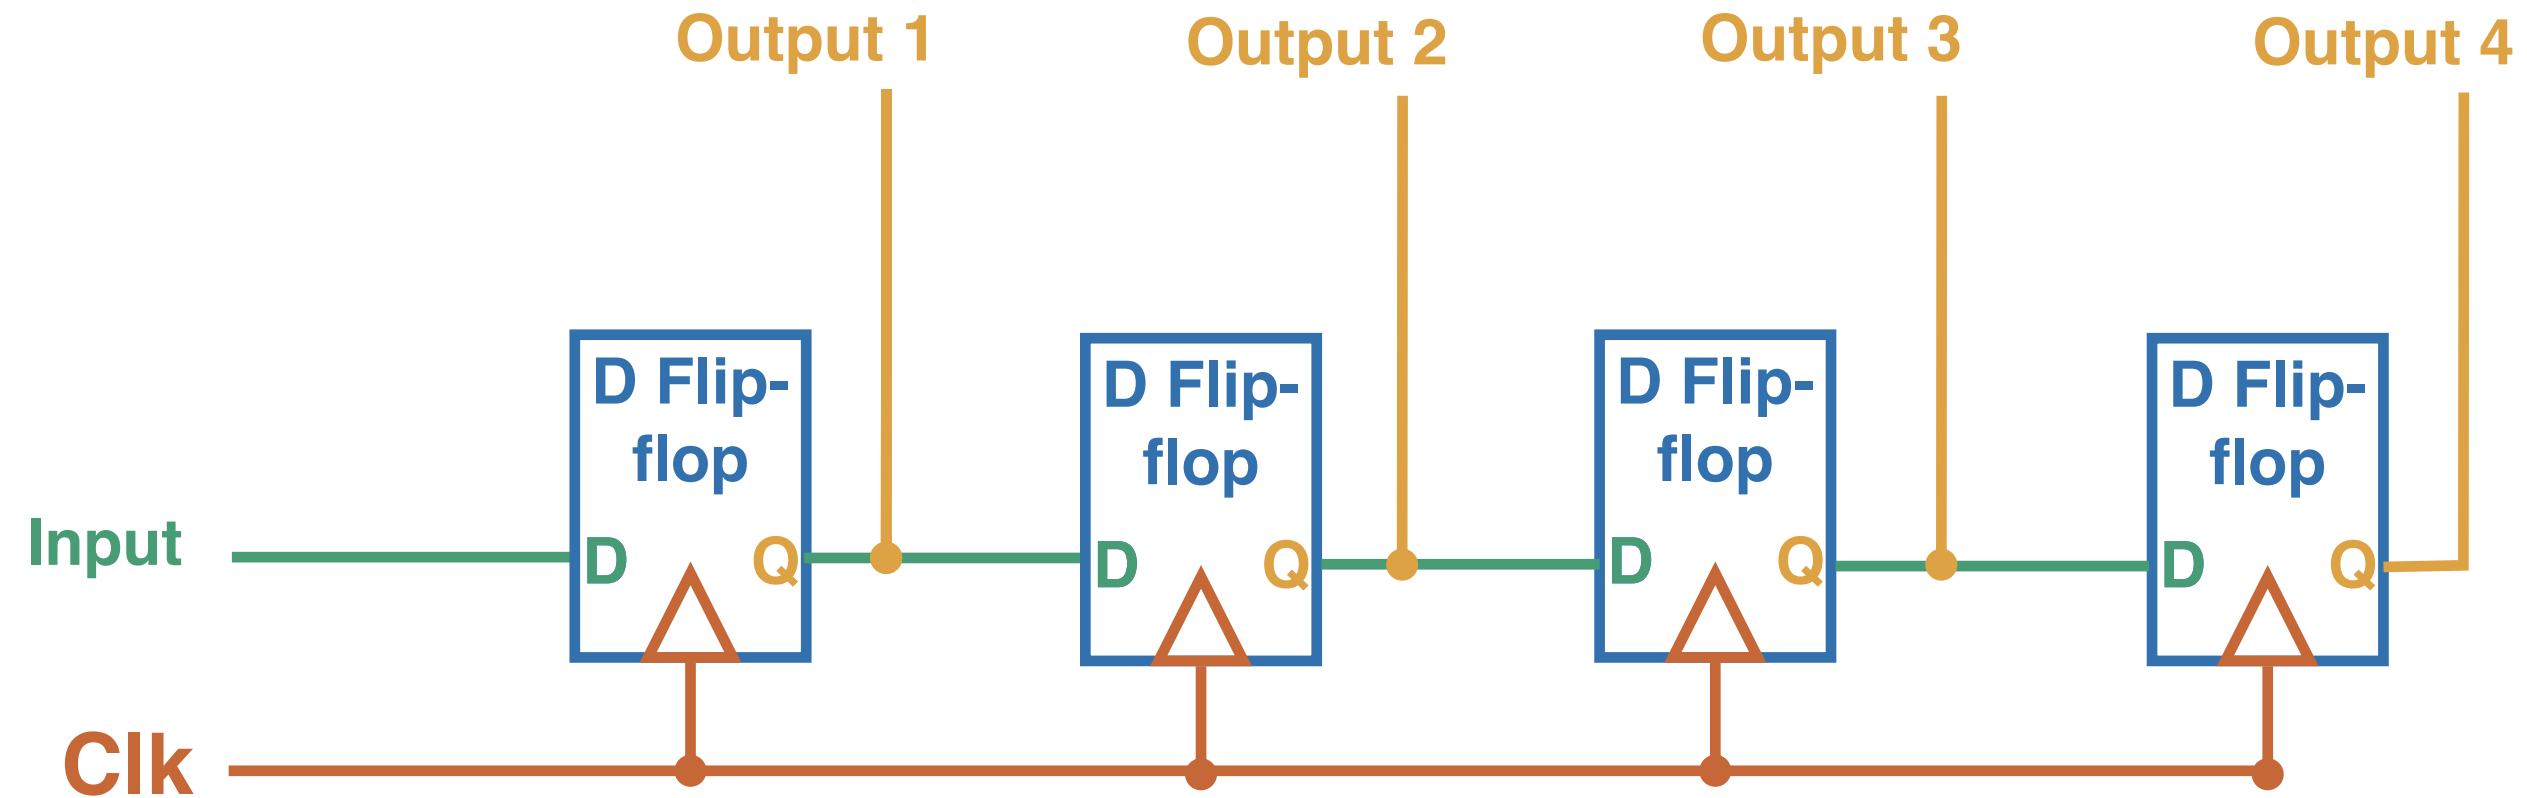 Output 1
Output 2
Output 3
Output 4
D Flip-
flop
D Flip-
flop
D Flip-
flop
D Flip-
flop
Input
D
Q
D
Q
D
Q
D
Q
Clk